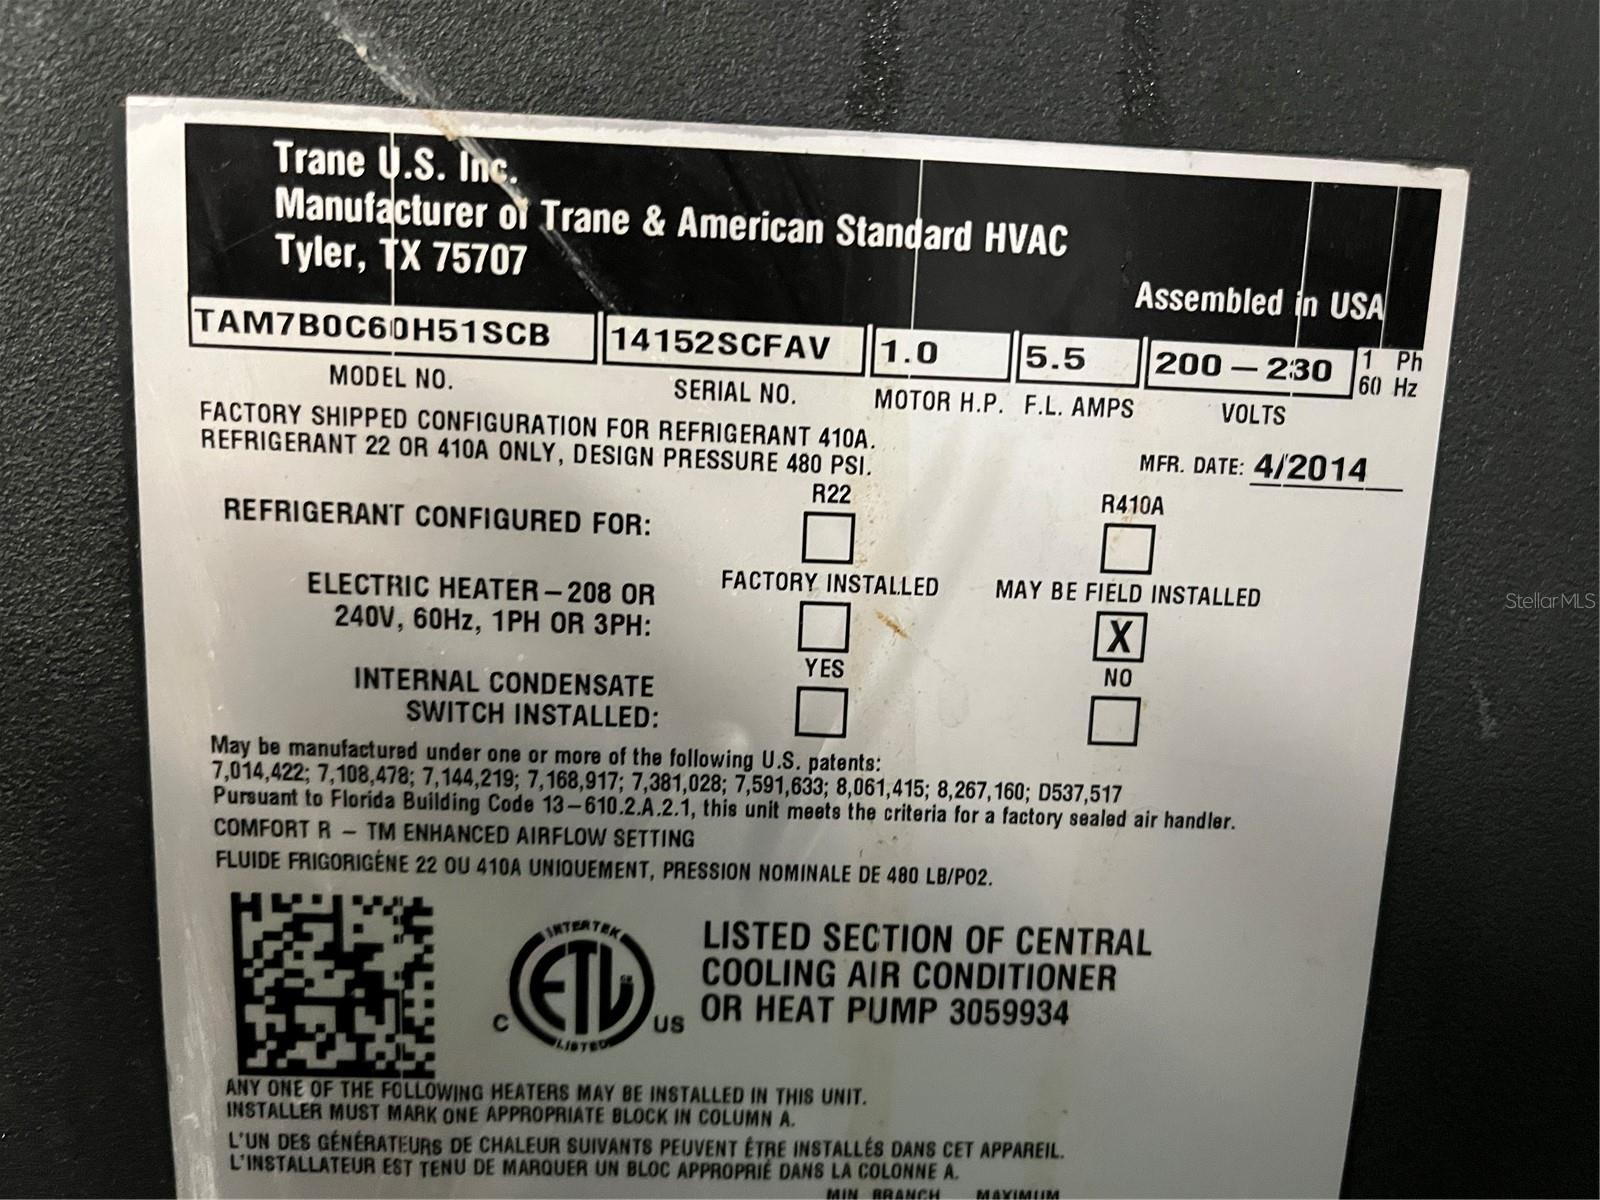 Trane U.S. Inc.
Manufacturer of Trane & American Standard HVAC
Tyler, TX 75707
Assembled in USA
TAM7B0C60H51SCB 14152SCFAV 1.0 5.5 200-230 1 Ph
60 Hz
MODEL NO. SERIAL NO. MOTOR H.P. F.L. AMPS VOLTS
FACTORY SHIPPED CONFIGURATION FOR REFRIGERANT 410A.
REFRIGERANT 22 OR 410A ONLY, DESIGN PRESSURE 480 PSI.
MFR. DATE: 4/2014
R22 R410A
REFRIGERANT CONFIGURED FOR:
FACTORY INSTALLED MAY BE FIELD INSTALLED
ELECTRIC HEATER-208 OR
240V, 60Hz, 1PH OR 3PH: X
YES NO
INTERNAL CONDENSATE
SWITCH INSTALLED:
May be manufactured under one or more of the following U.S. patents:
7,014,422; 7,108,478; 7,144,219; 7,168,917; 7,381,028; 7,591,633; 8,061,415; 8,267,160; D537,517
Pursuant to Florida Building Code 13-610.2.A.2.1, this unit meets the criteria for a factory sealed air handler.
COMFORT R - TM ENHANCED AIRFLOW SETTING
FLUIDE FRIGORIGÈNE 22 OU 410A UNIQUEMENT, PRESSION NOMINALE DE 480 LB/PO2.
INTERTEK
ETL
C US
LISTED
LISTED SECTION OF CENTRAL
COOLING AIR CONDITIONER
OR HEAT PUMP 3059934
ANY ONE OF THE FOLLOWING HEATERS MAY BE INSTALLED IN THIS UNIT.
INSTALLER MUST MARK ONE APPROPRIATE BLOCK IN COLUMN A.
L'UN DES GÉNÉRATEURS DE CHALEUR SUIVANTS PEUVENT ÊTRE INSTALLÉS DANS CET APPAREIL.
L'INSTALLATEUR EST TENU DE MARQUER UN BLOC APPROPRIÉ DANS LA COLONNE A.
MIN. BRANCH MAXIMUM
StellarMLS